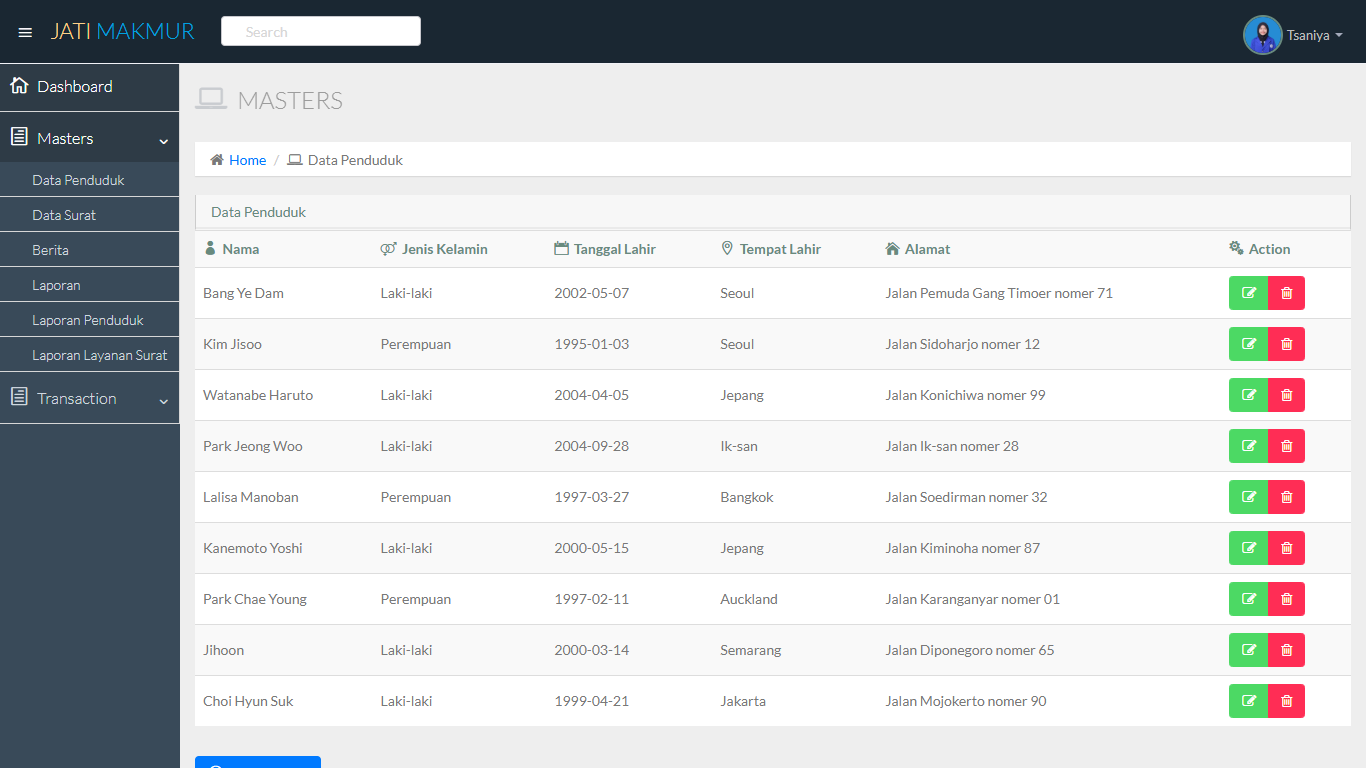 JATI MAKMUR Search Tsaniya
Dashboard
Masters
Data Penduduk
Data Surat
Berita
Laporan
Laporan Penduduk
Laporan Layanan Surat
Transaction
MASTERS
Home / Data Penduduk
Data Penduduk
Nama Jenis Kelamin Tanggal Lahir Tempat Lahir Alamat Action
Bang Ye Dam Laki-laki 2002-05-07 Seoul Jalan Pemuda Gang Timoer nomer 71
Kim Jisoo Perempuan 1995-01-03 Seoul Jalan Sidoharjo nomer 12
Watanabe Haruto Laki-laki 2004-04-05 Jepang Jalan Konichiwa nomer 99
Park Jeong Woo Laki-laki 2004-09-28 Ik-san Jalan Ik-san nomer 28
Lalisa Manoban Perempuan 1997-03-27 Bangkok Jalan Soedirman nomer 32
Kanemoto Yoshi Laki-laki 2000-05-15 Jepang Jalan Kiminoha nomer 87
Park Chae Young Perempuan 1997-02-11 Auckland Jalan Karanganyar nomer 01
Jihoon Laki-laki 2000-03-14 Semarang Jalan Diponegoro nomer 65
Choi Hyun Suk Laki-laki 1999-04-21 Jakarta Jalan Mojokerto nomer 90